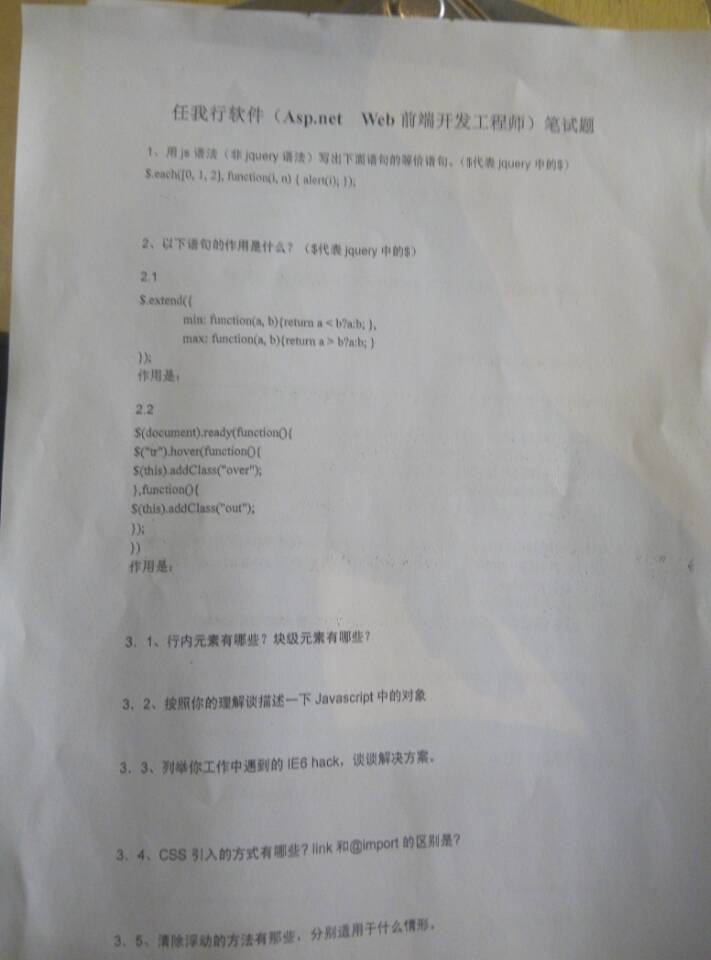 任我行软件（Asp.net Web 前端开发工程师）笔试题
1、用 js 语法（非 jquery 语法）写出下面语句的等价语句。（$代表 jquery 中的$）
$.each([0, 1, 2], function(i, n) { alert(i); });
2、以下语句的作用是什么？（$代表 jquery 中的$）
2.1
$.extend({
min: function(a, b){return a < b?a:b; },
max: function(a, b){return a > b?a:b; }
});
作用是：
2.2
$(document).ready(function(){
$("tr").hover(function(){
$(this).addClass("over");
},function(){
$(this).addClass("out");
});
})
作用是：
3．1、行内元素有哪些？块级元素有哪些？
3．2、按照你的理解谈描述一下 Javascript 中的对象
3．3、列举你工作中遇到的 IE6 hack，谈谈解决方案。
3．4、CSS 引入的方式有哪些？link 和@import 的区别是？
3．5、清除浮动的方法有那些，分别适用于什么情形。